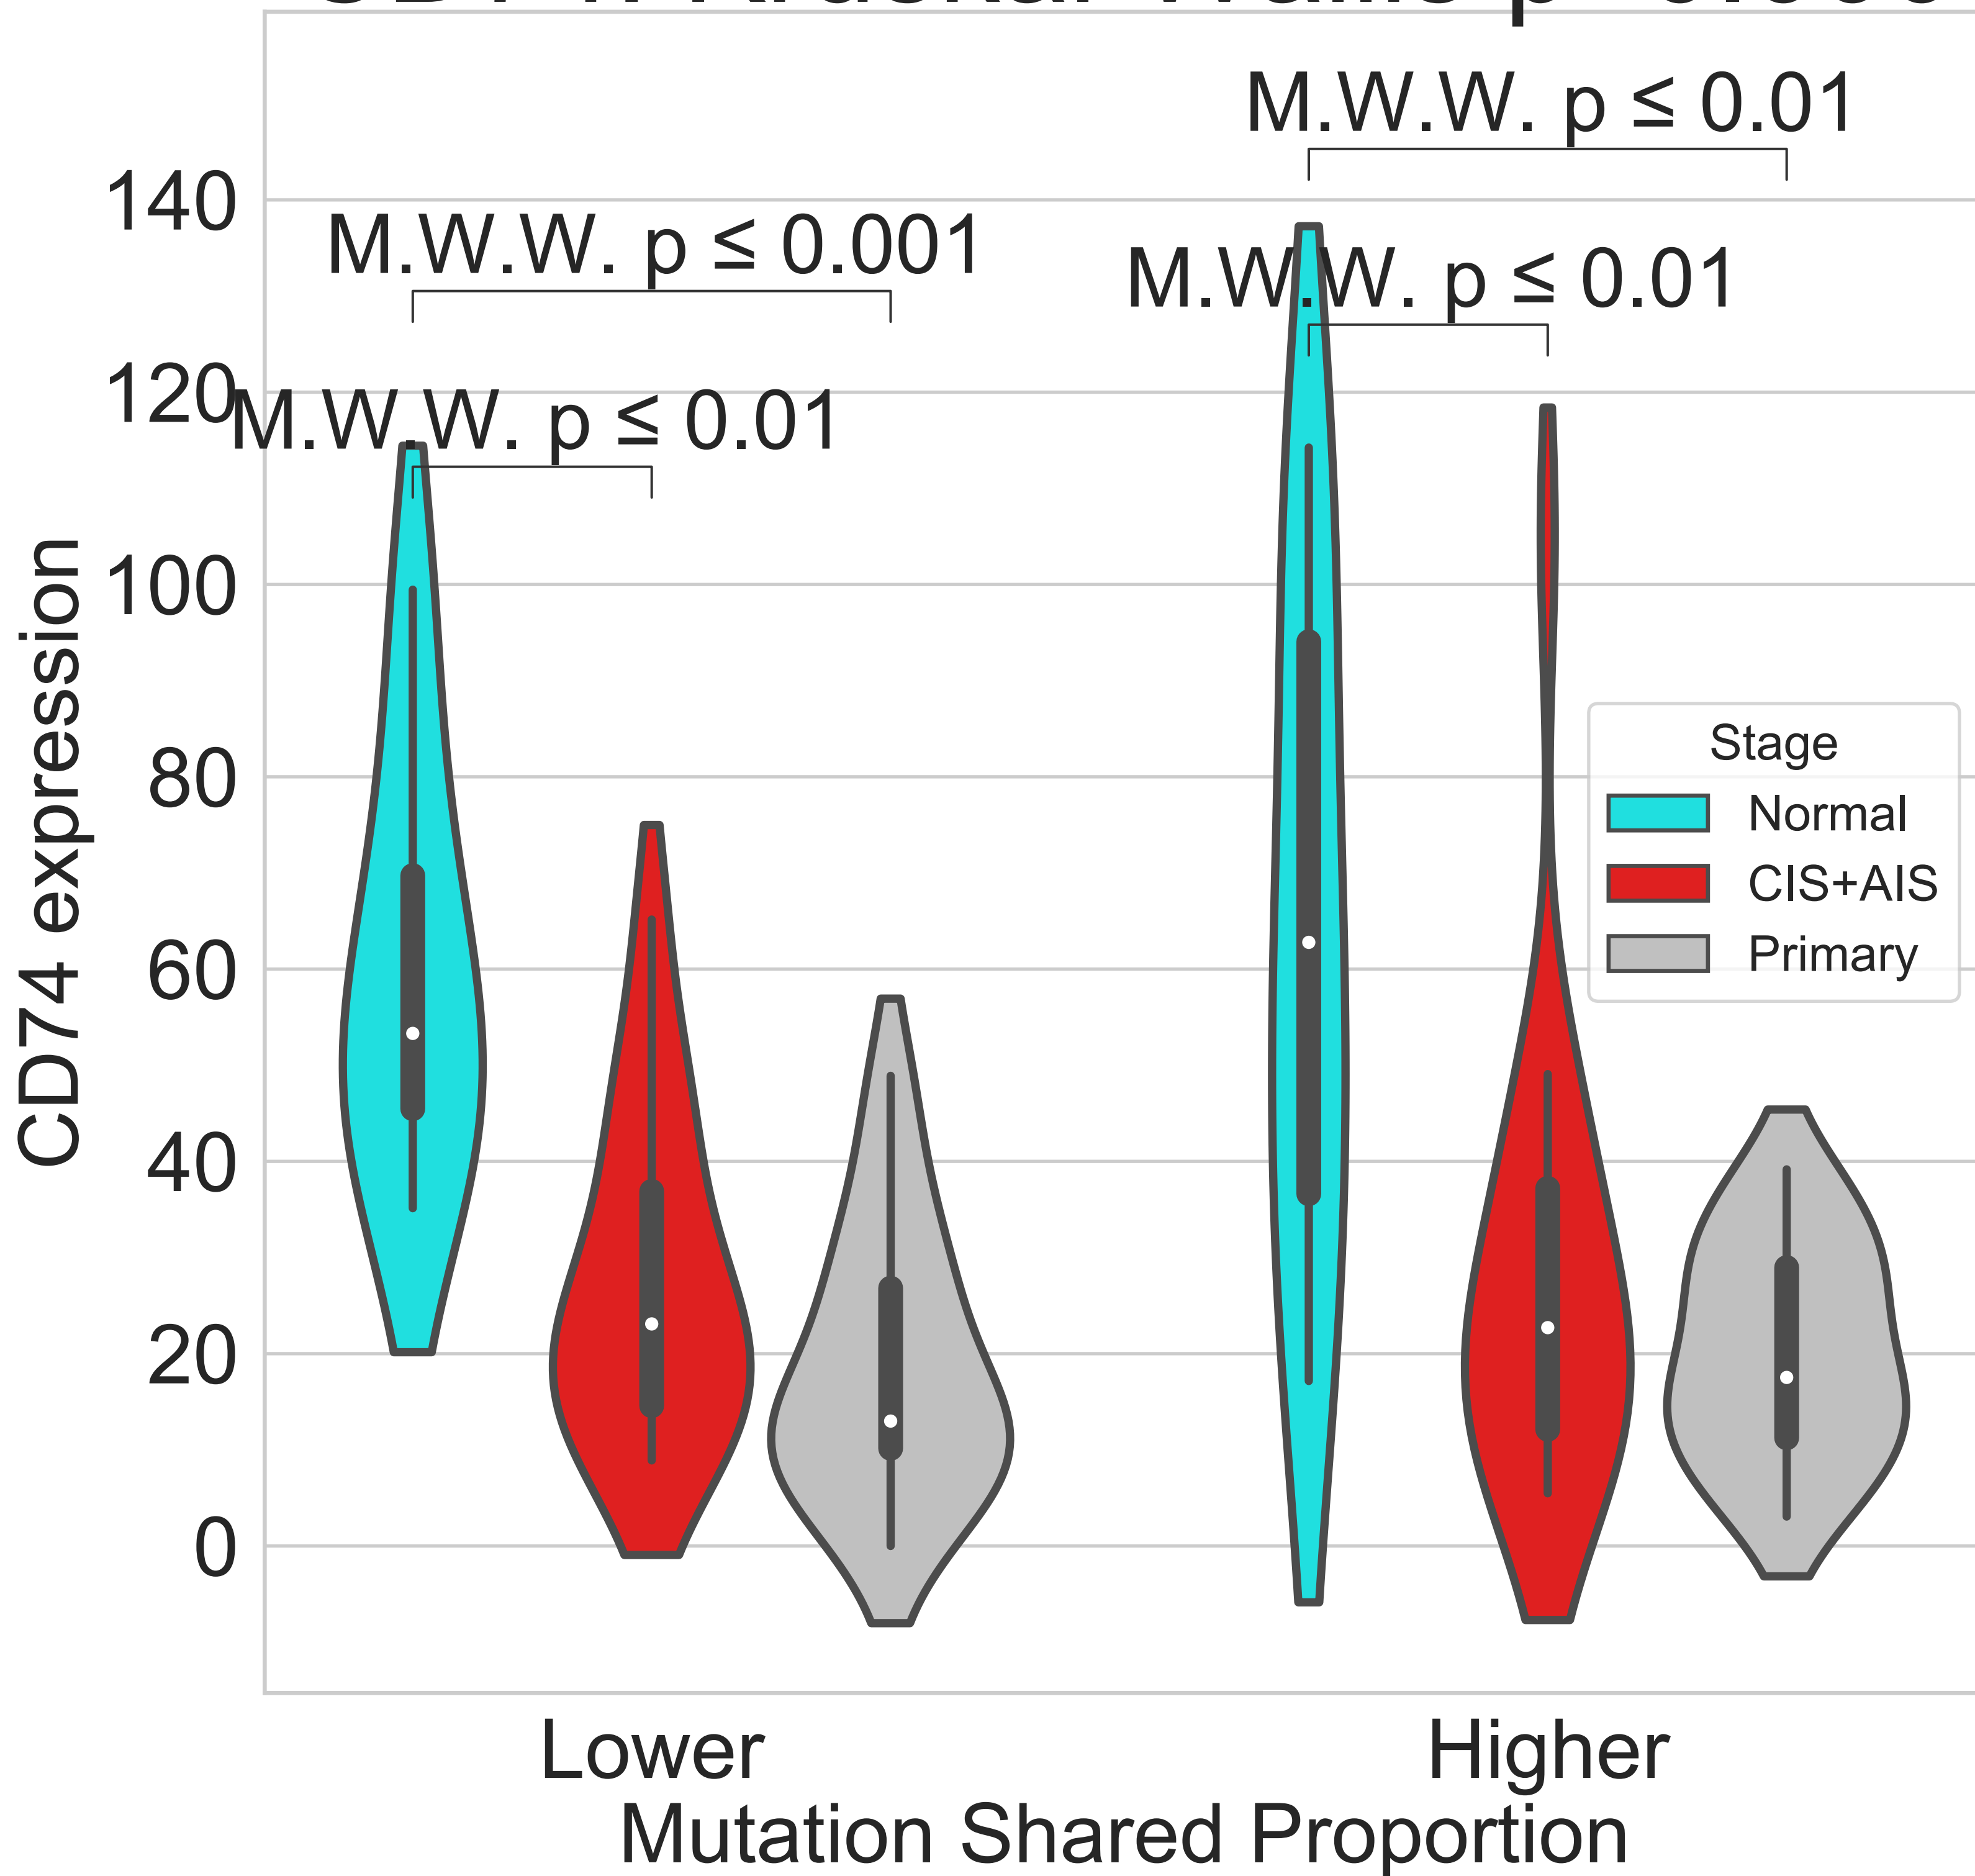 M.W.W. p ≤ 0.01
M.W.W. p ≤ 0.001
M.W.W. p ≤ 0.01
M.W.W. p ≤ 0.01
140
120
100
80
60
40
20
0
CD74 expression
Stage
Normal
CIS+AIS
Primary
Lower
Higher
Mutation Shared Proportion